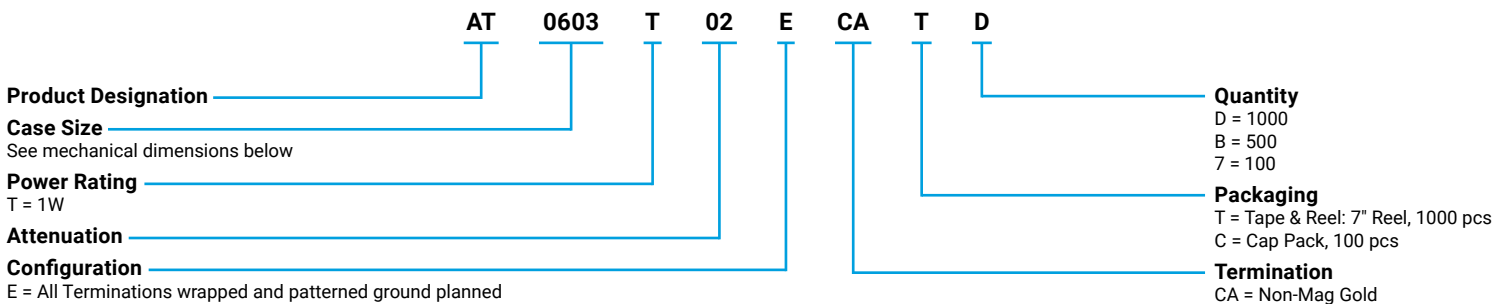 AT 0603 T 02 E CA T D
Product Designation
Case Size
See mechanical dimensions below
Power Rating
T = 1W
Attenuation
Configuration
E = All Terminations wrapped and patterned ground planned
Quantity
D = 1000
B = 500
7 = 100
Packaging
T = Tape & Reel: 7" Reel, 1000 pcs
C = Cap Pack, 100 pcs
Termination
CA = Non-Mag Gold